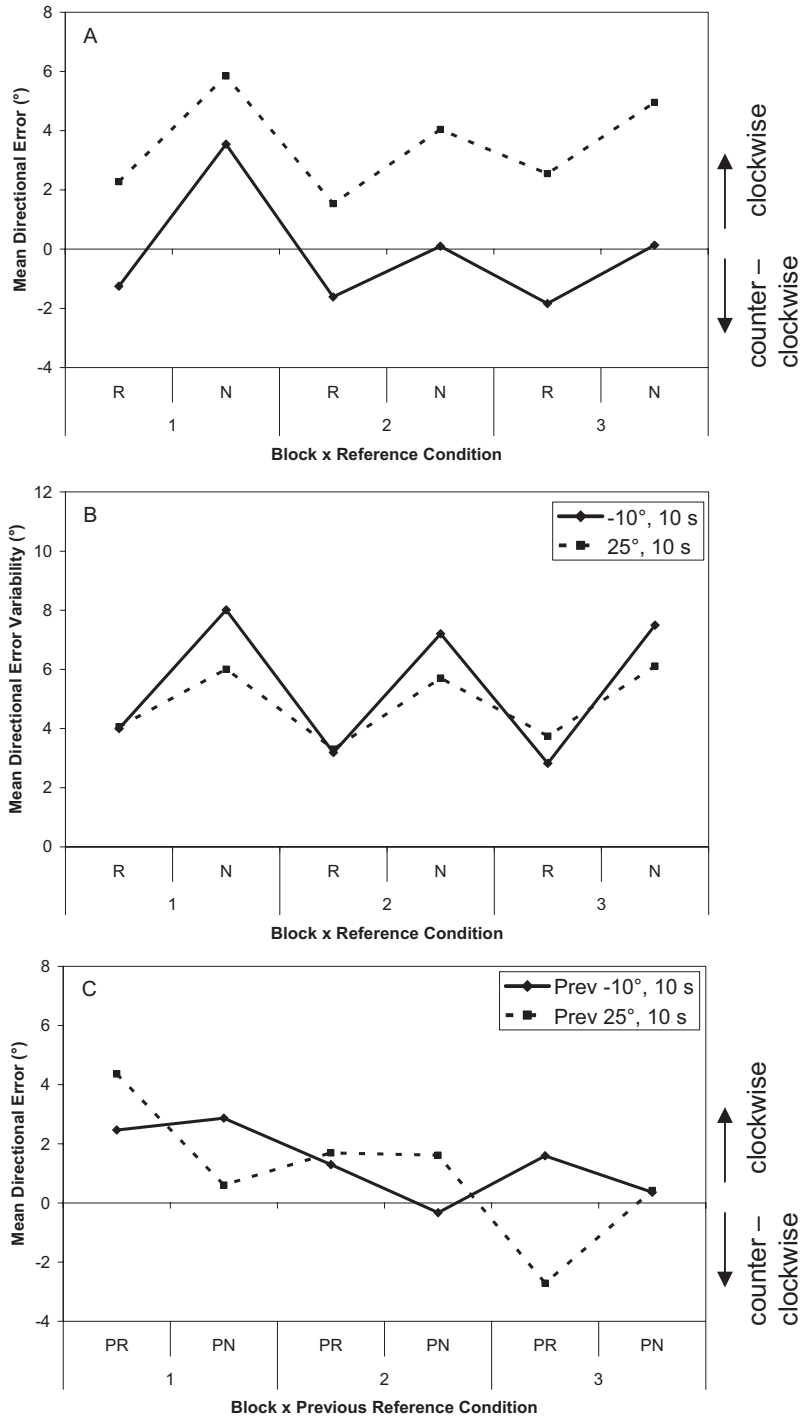 A
8
6
4
2
0
-2
-4
Mean Directional Error (°)
R N R N R N
1 2 3
Block x Reference Condition
clockwise
counter –
clockwise
B
12
10
8
6
4
2
0
Mean Directional Error Variability (°)
-10°, 10 s
25°, 10 s
R N R N R N
1 2 3
Block x Reference Condition
C
8
6
4
2
0
-2
-4
Mean Directional Error (°)
Prev -10°, 10 s
Prev 25°, 10 s
PR PN PR PN PR PN
1 2 3
Block x Previous Reference Condition
clockwise
counter –
clockwise